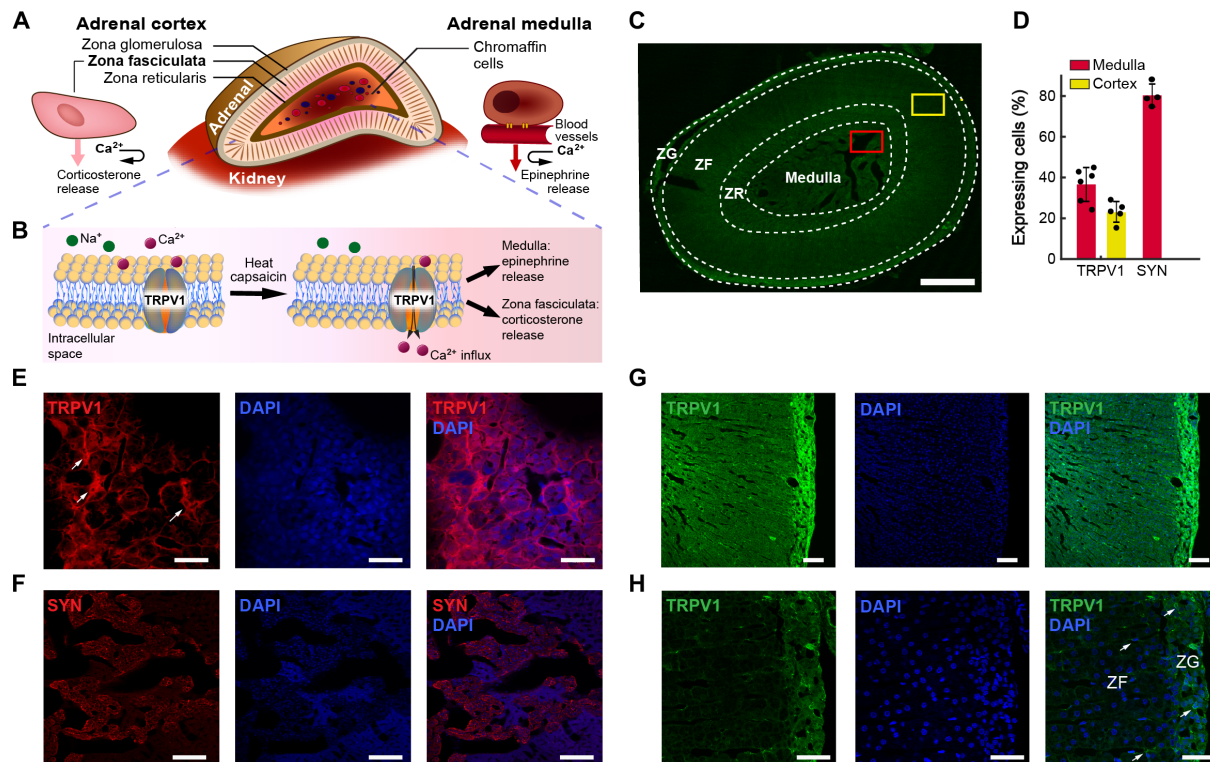 A
Adrenal cortex
Zona glomerulosa
Zona fasciculata
Zona reticularis
Adrenal medulla
Chromaffin
cells
Adrenal
Kidney
Ca²⁺
Corticosterone
release
Blood
vessels
Ca²⁺
Epinephrine
release
B
Na⁺
Ca²⁺
TRPV1
Intracellular
space
Heat
capsaicin
TRPV1
Ca²⁺ influx
Medulla:
epinephrine
release
Zona fasciculata:
corticosterone
release
C
ZG
ZF
ZR
Medulla
D
Medulla
Cortex
Expressing cells (%)
80
60
40
20
0
TRPV1
SYN
E
TRPV1
DAPI
TRPV1
DAPI
F
SYN
DAPI
SYN
DAPI
G
TRPV1
DAPI
TRPV1
DAPI
H
TRPV1
DAPI
TRPV1
DAPI
ZG
ZF